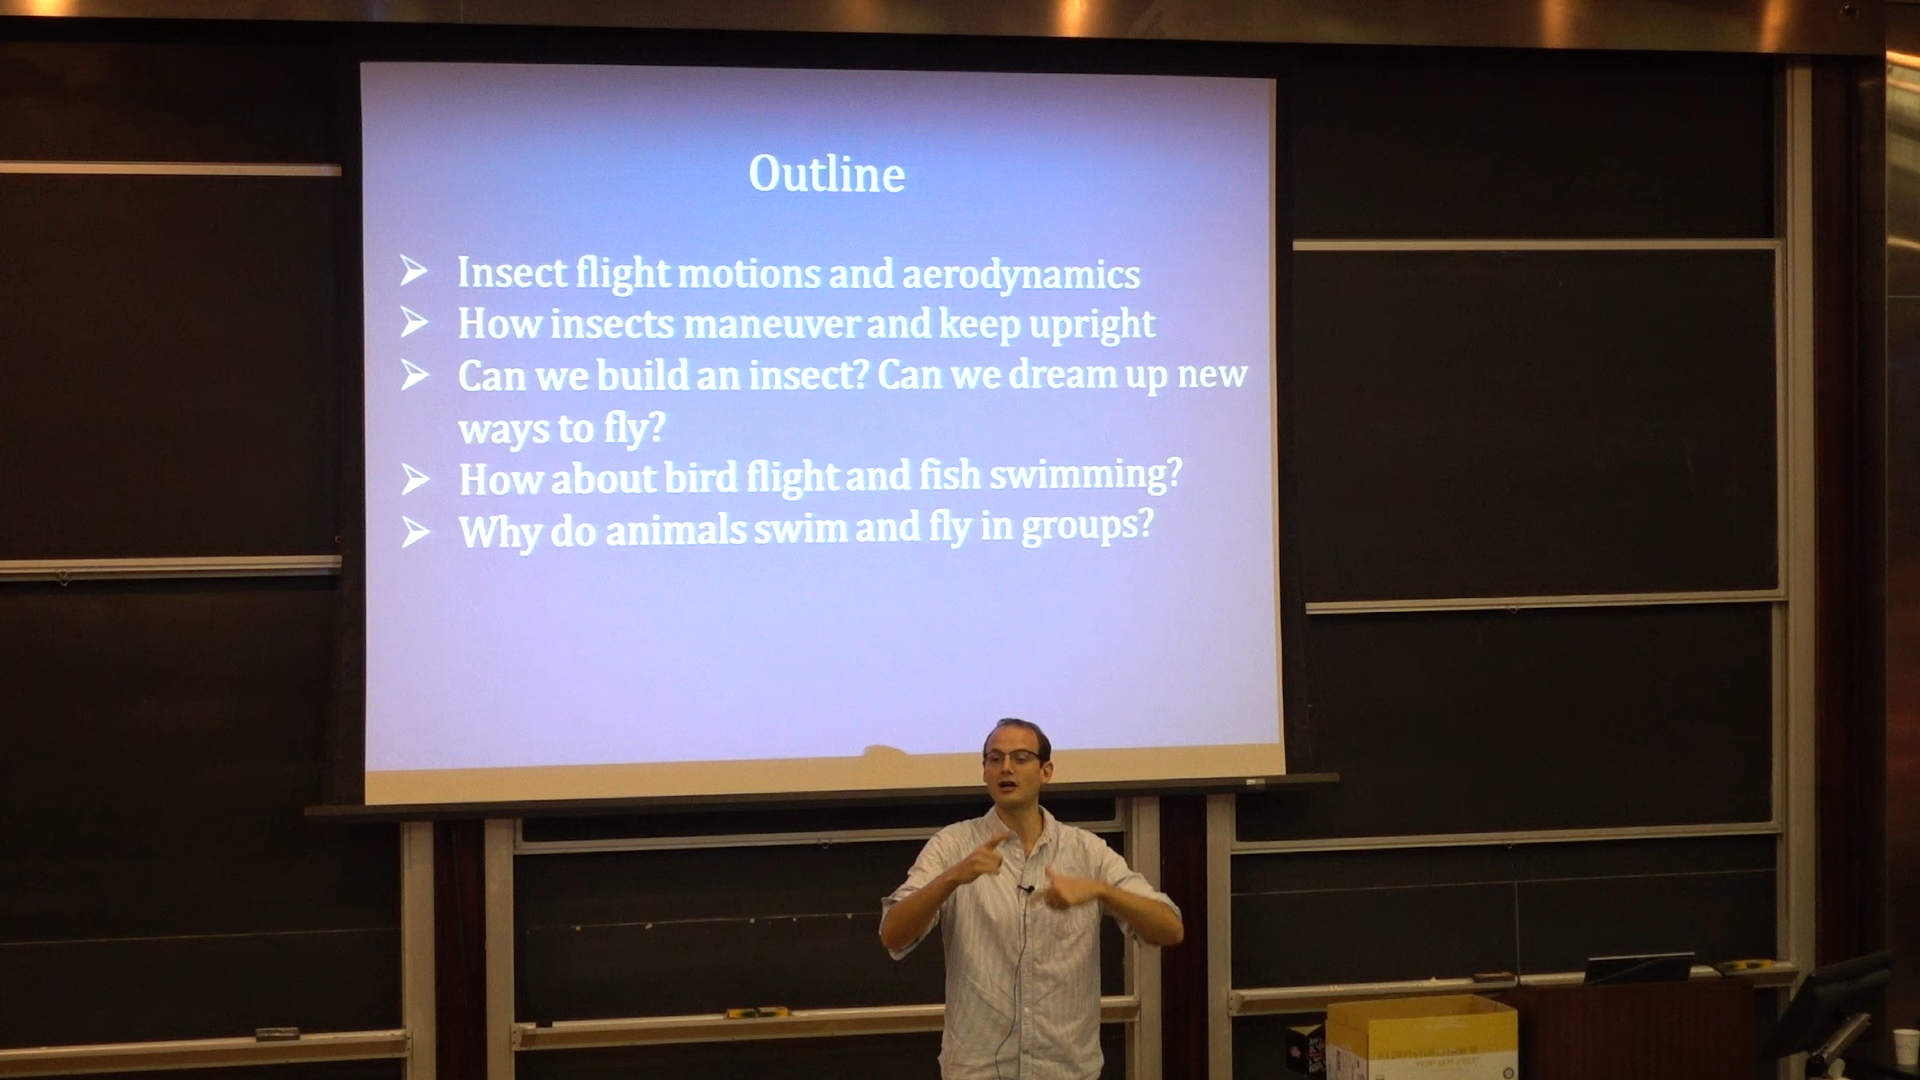 Outline
➢ Insect flight motions and aerodynamics
➢ How insects maneuver and keep upright
➢ Can we build an insect? Can we dream up new
ways to fly?
➢ How about bird flight and fish swimming?
➢ Why do animals swim and fly in groups?